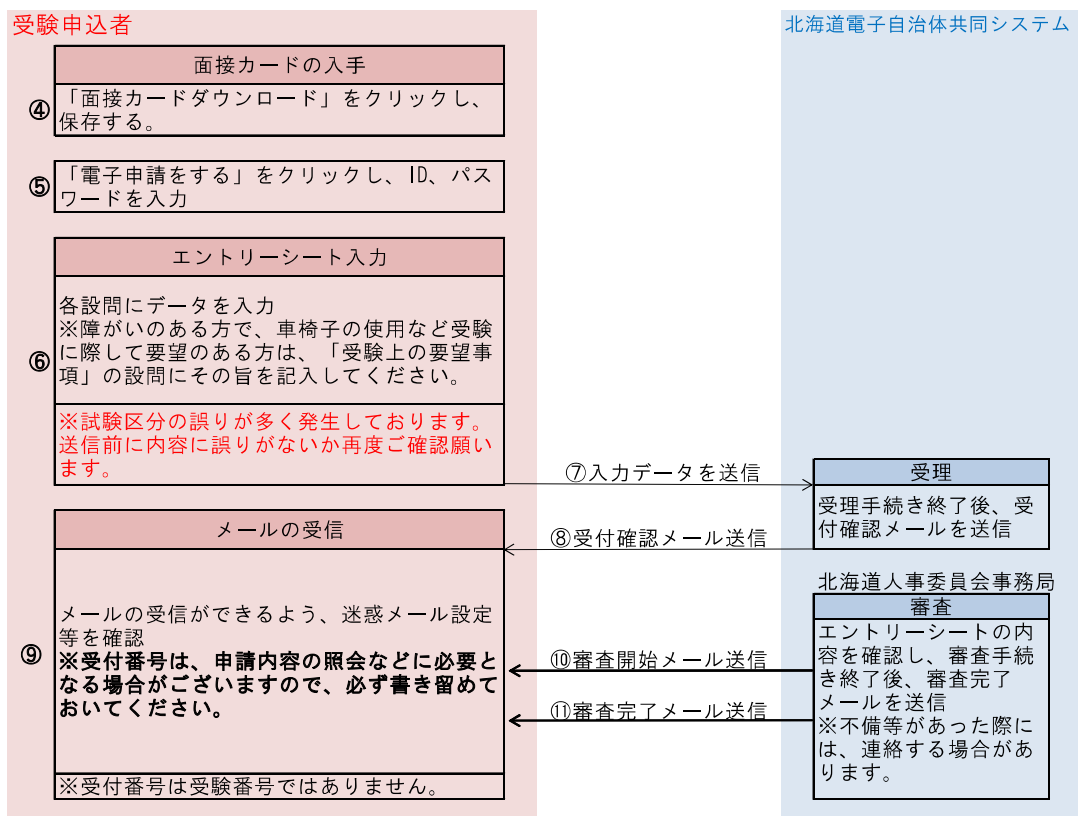 受験申込者
北海道電子自治体共同システム
面接カードの入手
④
「面接カードダウンロード」をクリックし、
保存する。
⑤
「電子申請をする」をクリックし、ID、パス
ワードを入力
エントリーシート入力
⑥
各設問にデータを入力
※障がいのある方で、車椅子の使用など受験
に際して要望のある方は、「受験上の要望事
項」の設問にその旨を記入してください。
※試験区分の誤りが多く発生しております。
送信前に内容に誤りがないか再度ご確認願い
ます。
⑦入力データを送信
受理
受理手続き終了後、受
付確認メールを送信
⑧受付確認メール送信
メールの受信
⑨
メールの受信ができるよう、迷惑メール設定
等を確認
※受付番号は、申請内容の照会などに必要と
なる場合がございますので、必ず書き留めて
おいてください。
※受付番号は受験番号ではありません。
⑩審査開始メール送信
⑪審査完了メール送信
北海道人事委員会事務局
審査
エントリーシートの内
容を確認し、審査手続
き終了後、審査完了
メールを送信
※不備等があった際に
は、連絡する場合があ
ります。